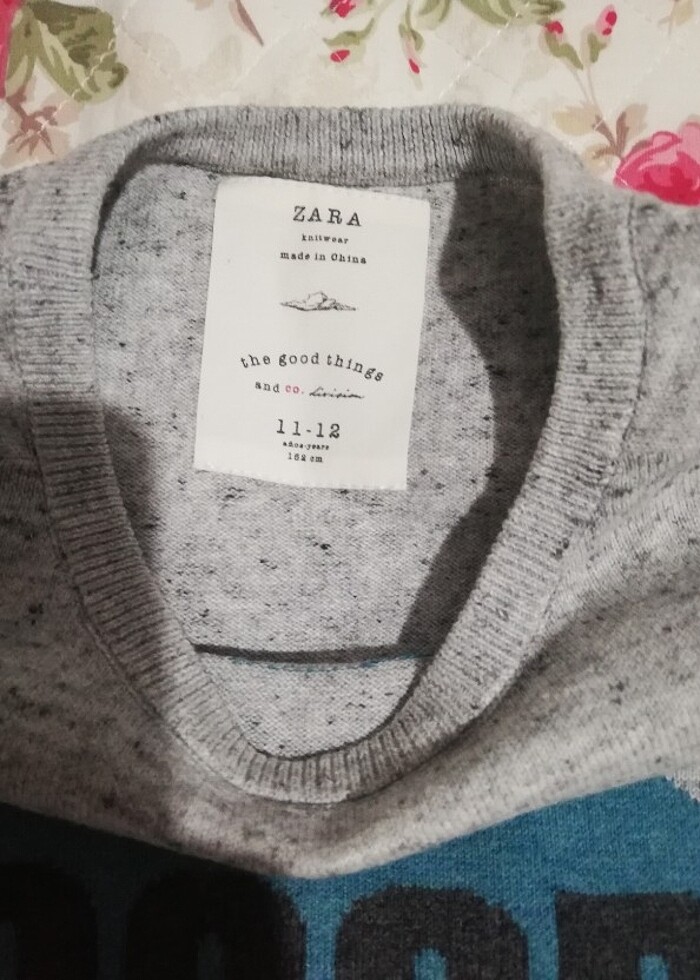 ZARA
knitwear
made in China
the good things
and co. division
11-12
años-years
152 cm